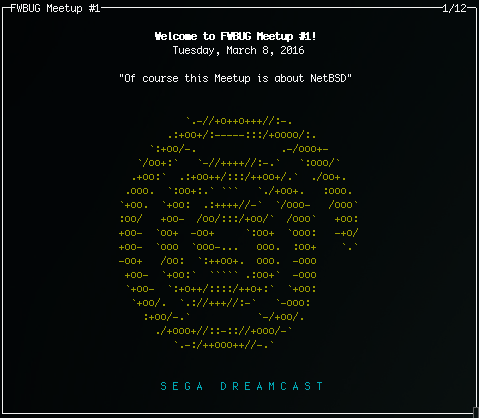 FWBUG Meetup #1 1/12
Welcome to FWBUG Meetup #1!
Tuesday, March 8, 2016
"Of course this Meetup is about NetBSD"
SEGA DREAMCAST